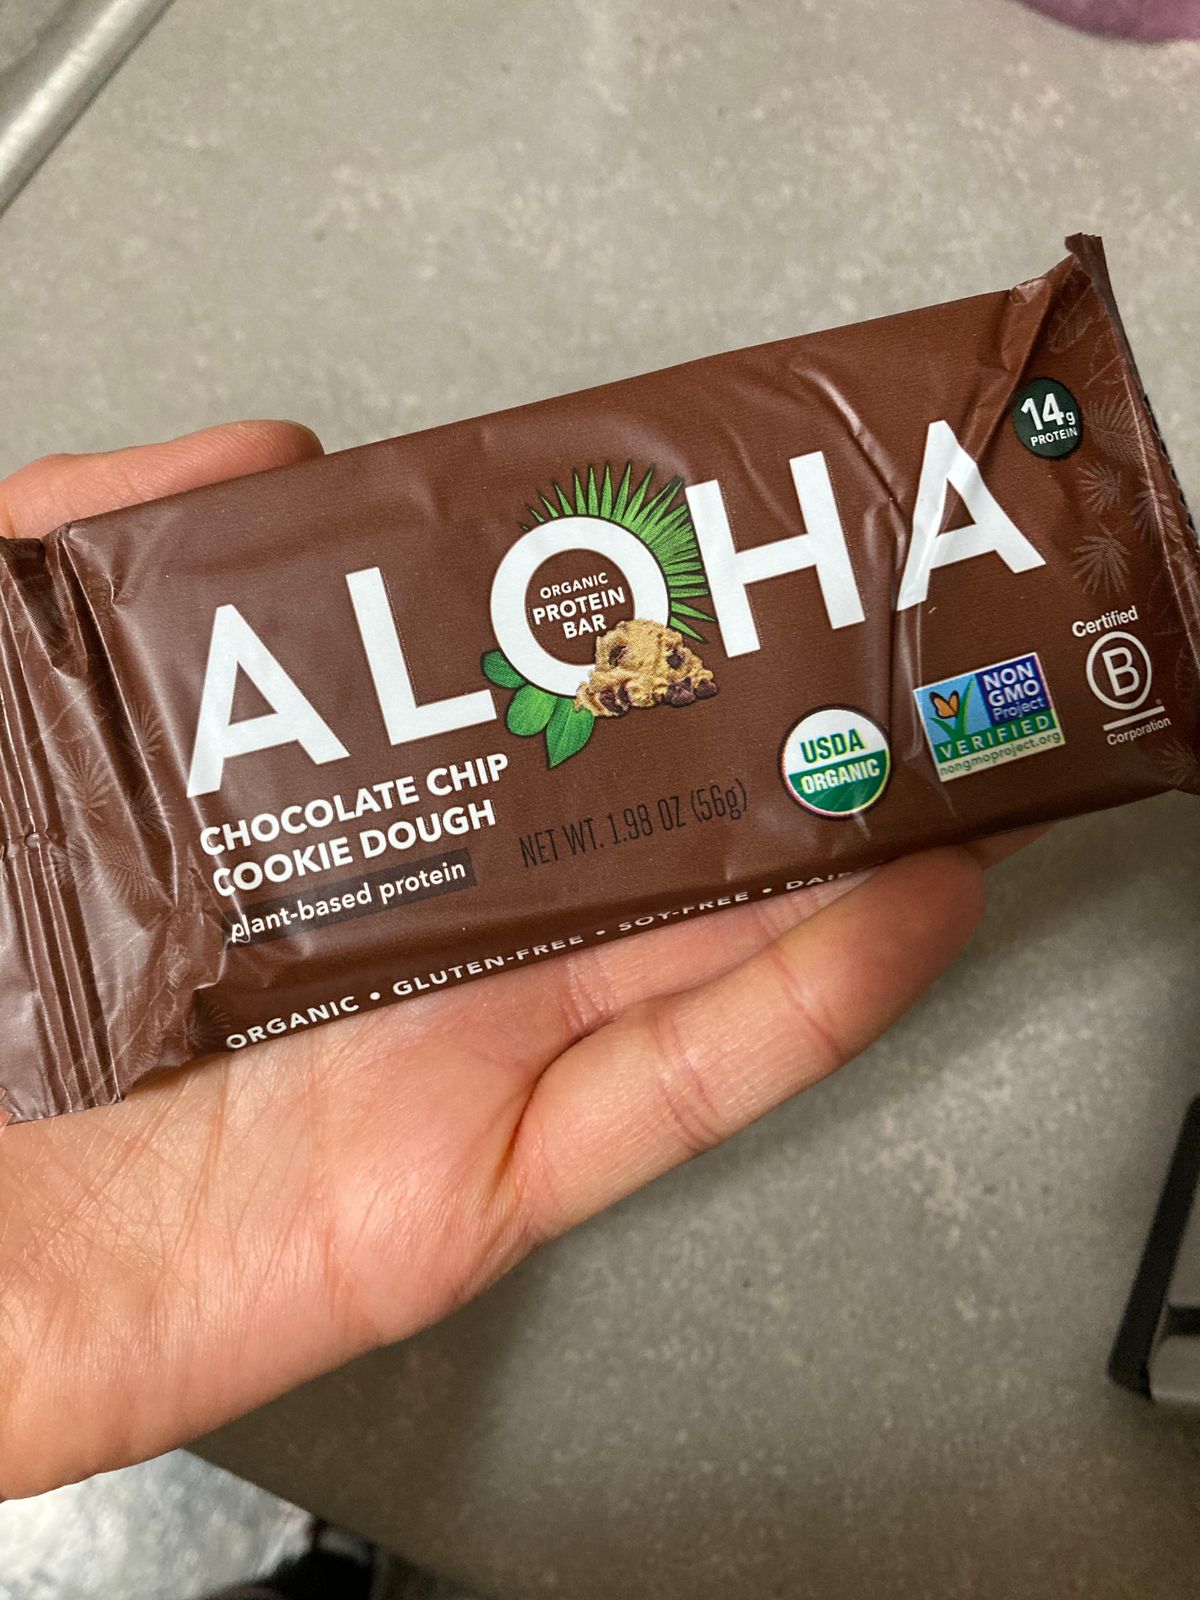 ALOHA
ORGANIC
PROTEIN
BAR
14g
PROTEIN
CHOCOLATE CHIP
COOKIE DOUGH
plant-based protein
NET WT. 1.98 OZ (56g)
USDA
ORGANIC
NON
GMO
Project
VERIFIED
nongmoproject.org
Certified
B
®
Corporation
ORGANIC • GLUTEN-FREE • SOY-FREE •